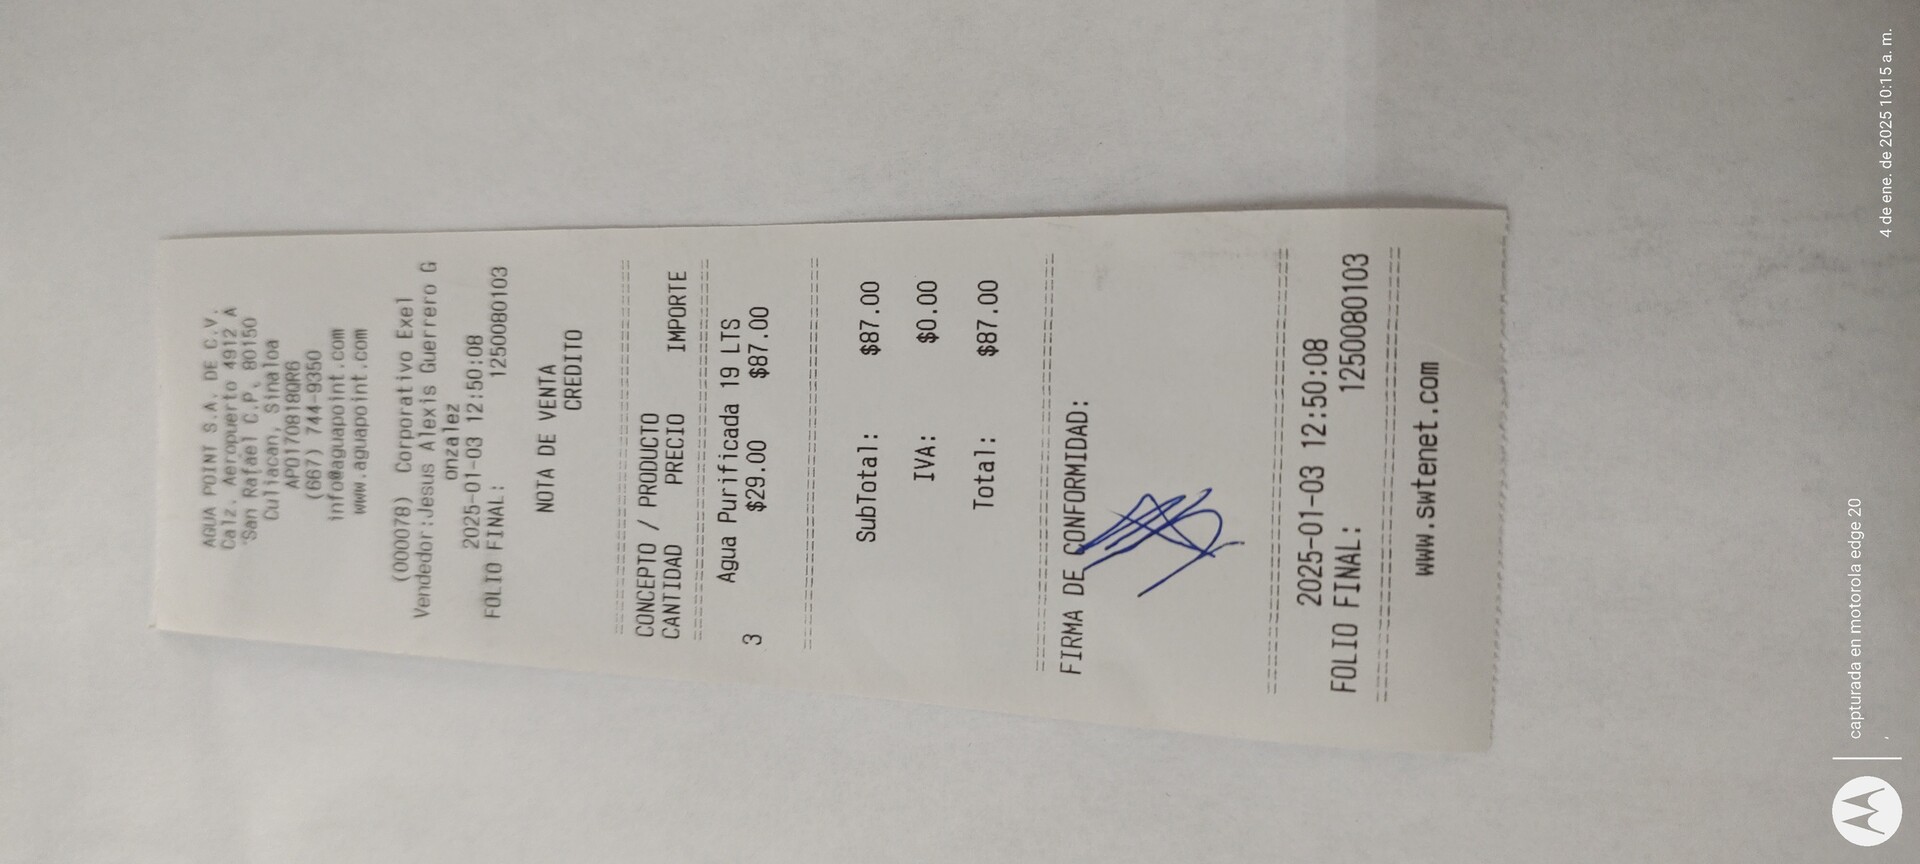 AGUA POINT S.A. DE C.V.
Calz. Aeropuerto 4912 A
San Rafael C.P. 80150
Culiacan, Sinaloa
APO170818QR6
(667) 744-9350
info@aguapoint.com
www.aguapoint.com
(000078) Corporativo Exel
Vendedor:Jesus Alexis Guerrero G
onzalez
2025-01-03 12:50:08
FOLIO FINAL: 1250080103
NOTA DE VENTA
CREDITO
CONCEPTO / PRODUCTO
CANTIDAD PRECIO IMPORTE
Agua Purificada 19 LTS
3 $29.00 $87.00
SubTotal: $87.00
IVA: $0.00
Total: $87.00
FIRMA DE CONFORMIDAD:
2025-01-03 12:50:08
FOLIO FINAL: 1250080103
www.swtenet.com
capturada en motorola edge 20
, 4 de ene. de 2025 10:15 a. m.